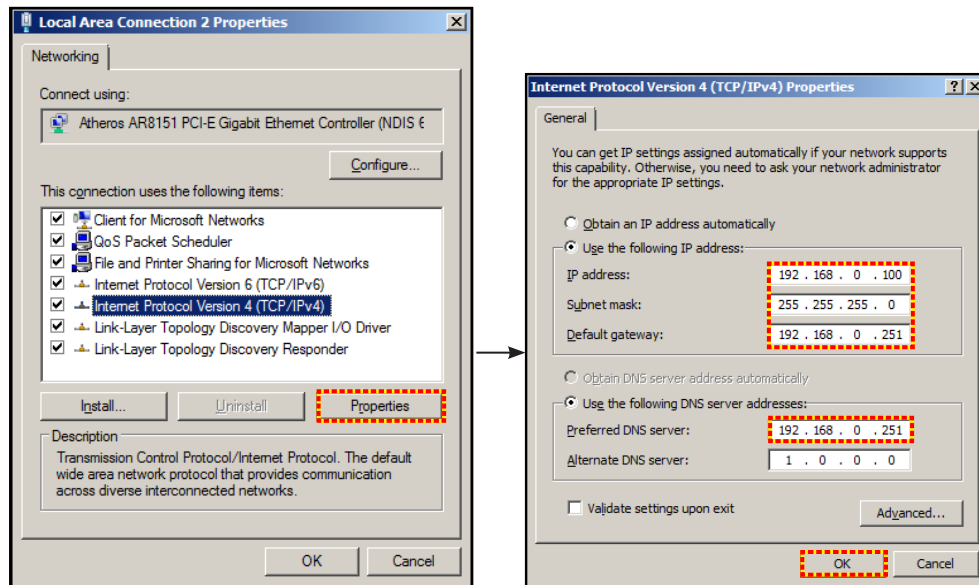 Local Area Connection 2 Properties
Networking
Connect using:
Atheros AR8151 PCI-E Gigabit Ethernet Controller (NDIS 6
Configure...
This connection uses the following items:
Client for Microsoft Networks
QoS Packet Scheduler
File and Printer Sharing for Microsoft Networks
Internet Protocol Version 6 (TCP/IPv6)
Internet Protocol Version 4 (TCP/IPv4)
Link-Layer Topology Discovery Mapper I/O Driver
Link-Layer Topology Discovery Responder
Install...
Uninstall
Properties
Description
Transmission Control Protocol/Internet Protocol. The default
wide area network protocol that provides communication
across diverse interconnected networks.
OK
Cancel
Internet Protocol Version 4 (TCP/IPv4) Properties
General
You can get IP settings assigned automatically if your network supports
this capability. Otherwise, you need to ask your network administrator
for the appropriate IP settings.
Obtain an IP address automatically
Use the following IP address:
IP address: 192 . 168 . 0 . 100
Subnet mask: 255 . 255 . 255 . 0
Default gateway: 192 . 168 . 0 . 251
Obtain DNS server address automatically
Use the following DNS server addresses:
Preferred DNS server: 192 . 168 . 0 . 251
Alternate DNS server: 1 . 0 . 0 . 0
Validate settings upon exit
Advanced...
OK
Cancel